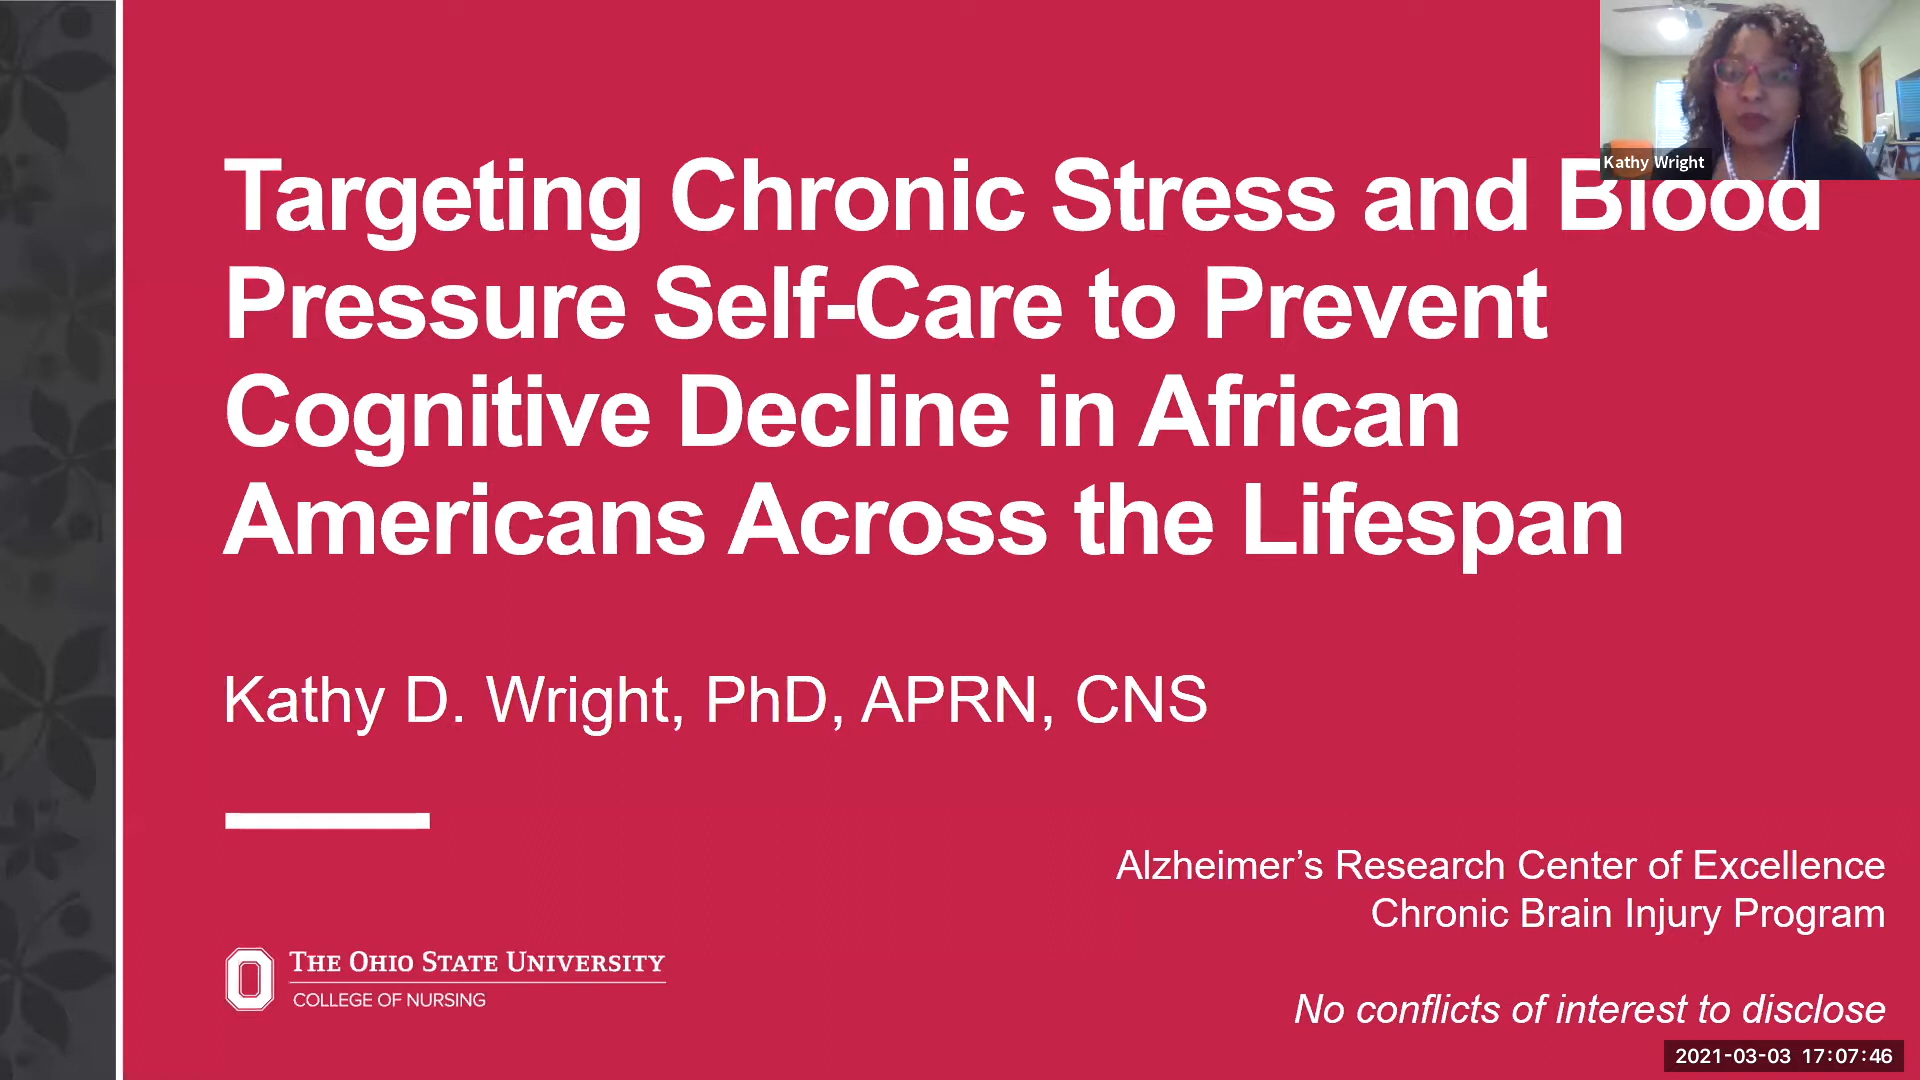 Kathy Wright
Targeting Chronic Stress and Blood
Pressure Self-Care to Prevent
Cognitive Decline in African
Americans Across the Lifespan
Kathy D. Wright, PhD, APRN, CNS
Alzheimer’s Research Center of Excellence
Chronic Brain Injury Program
THE OHIO STATE UNIVERSITY
COLLEGE OF NURSING
No conflicts of interest to disclose
2021-03-03 17:07:46